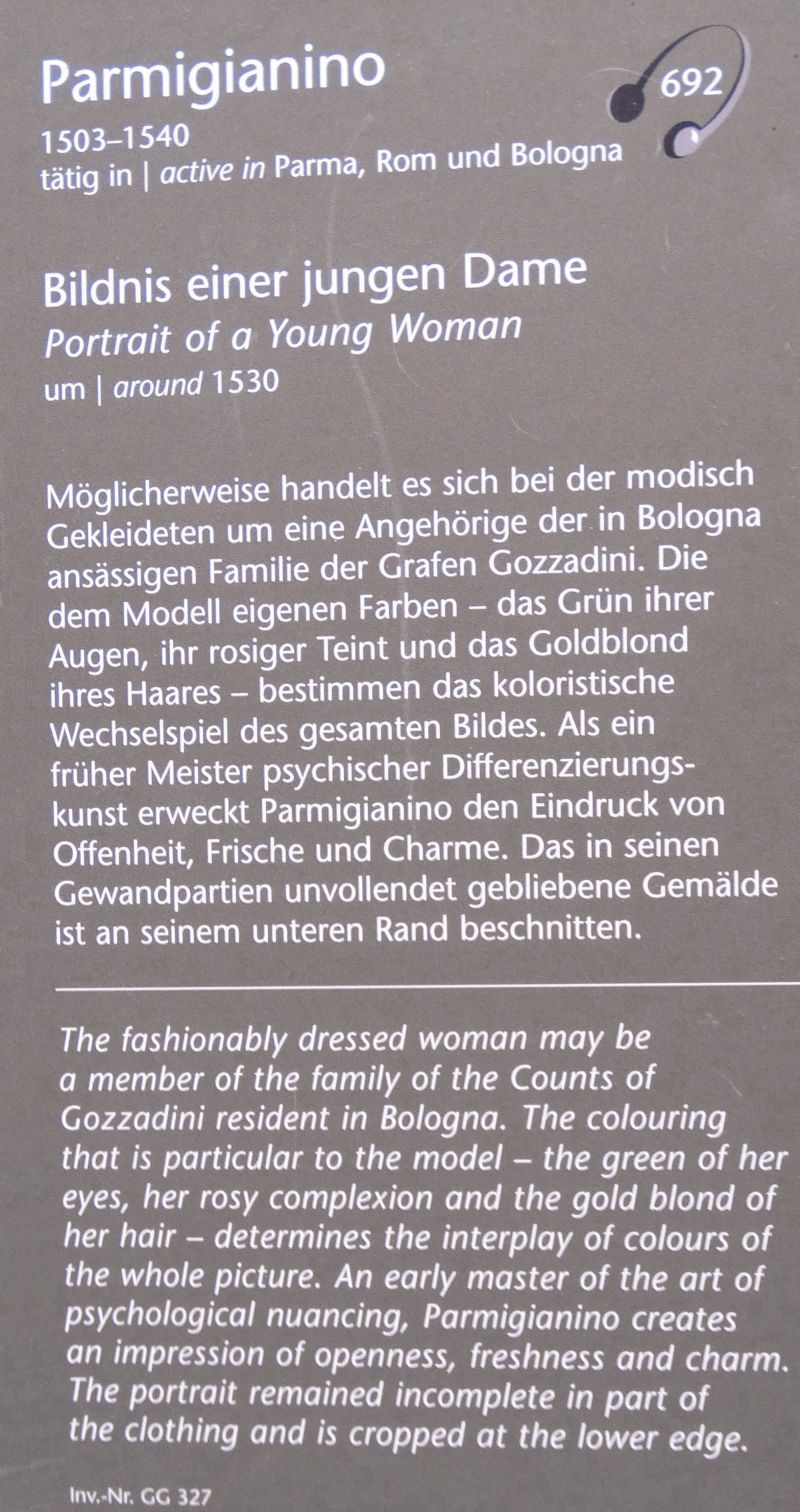 Parmigianino
692
1503–1540
tätig in | active in Parma, Rom und Bologna
Bildnis einer jungen Dame
Portrait of a Young Woman
um | around 1530
Möglicherweise handelt es sich bei der modisch
Gekleideten um eine Angehörige der in Bologna
ansässigen Familie der Grafen Gozzadini. Die
dem Modell eigenen Farben – das Grün ihrer
Augen, ihr rosiger Teint und das Goldblond
ihres Haares – bestimmen das koloristische
Wechselspiel des gesamten Bildes. Als ein
früher Meister psychischer Differenzierungs-
kunst erweckt Parmigianino den Eindruck von
Offenheit, Frische und Charme. Das in seinen
Gewandpartien unvollendet gebliebene Gemälde
ist an seinem unteren Rand beschnitten.
The fashionably dressed woman may be
a member of the family of the Counts of
Gozzadini resident in Bologna. The colouring
that is particular to the model – the green of her
eyes, her rosy complexion and the gold blond of
her hair – determines the interplay of colours of
the whole picture. An early master of the art of
psychological nuancing, Parmigianino creates
an impression of openness, freshness and charm.
The portrait remained incomplete in part of
the clothing and is cropped at the lower edge.
Inv.-Nr. GG 327